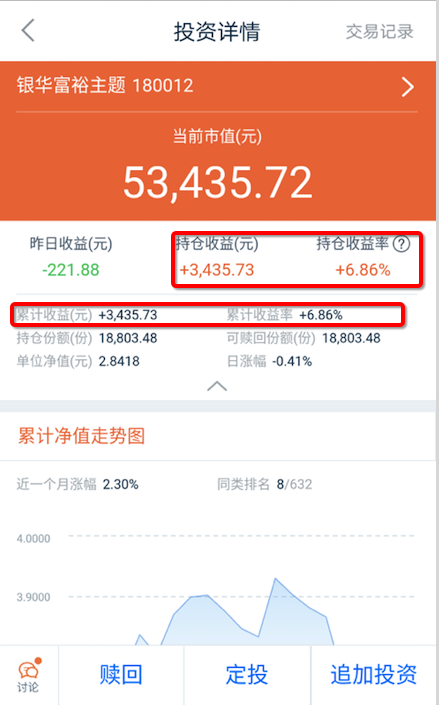 投资详情 交易记录
银华富裕主题 180012
当前市值(元)
53,435.72
昨日收益(元) 持仓收益(元) 持仓收益率 ?
-221.88 +3,435.73 +6.86%
累计收益(元) +3,435.73 累计收益率 +6.86%
持仓份额(份) 18,803.48 可赎回份额(份) 18,803.48
单位净值(元) 2.8418 日涨幅 -0.41%
累计净值走势图
近一个月涨幅 2.30% 同类排名 8/632
4.0000
3.9000
讨论 赎回 定投 追加投资